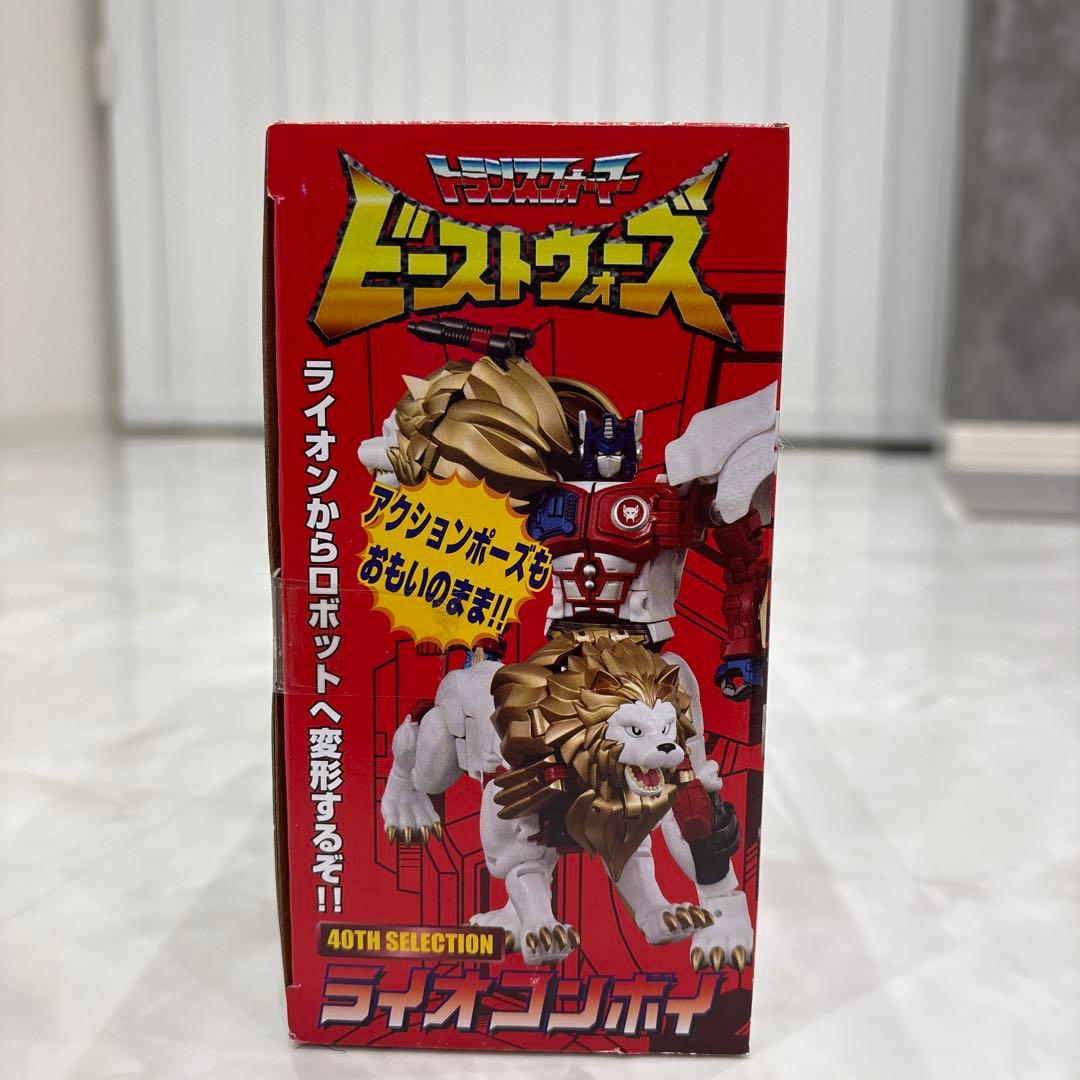 トランスフォーマー
ビーストウォーズ
ライオンからロボットへ変形するぞ!!
アクションポーズも
おもいのまま!!
40TH SELECTION
ライオコンボイ